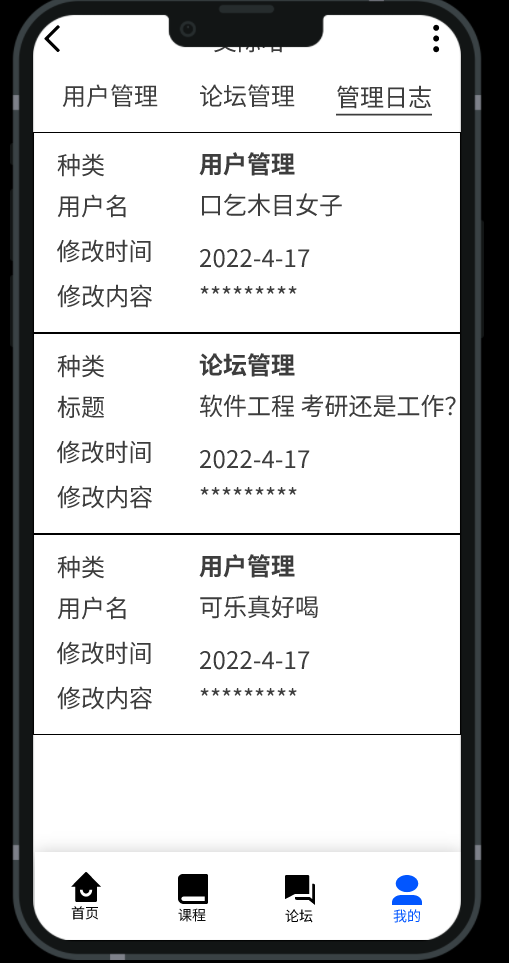 用户管理 论坛管理 管理日志
种类 用户管理
用户名 口乞木目女子
修改时间 2022-4-17
修改内容 *********
种类 论坛管理
标题 软件工程 考研还是工作?
修改时间 2022-4-17
修改内容 *********
种类 用户管理
用户名 可乐真好喝
修改时间 2022-4-17
修改内容 *********
首页 课程 论坛 我的